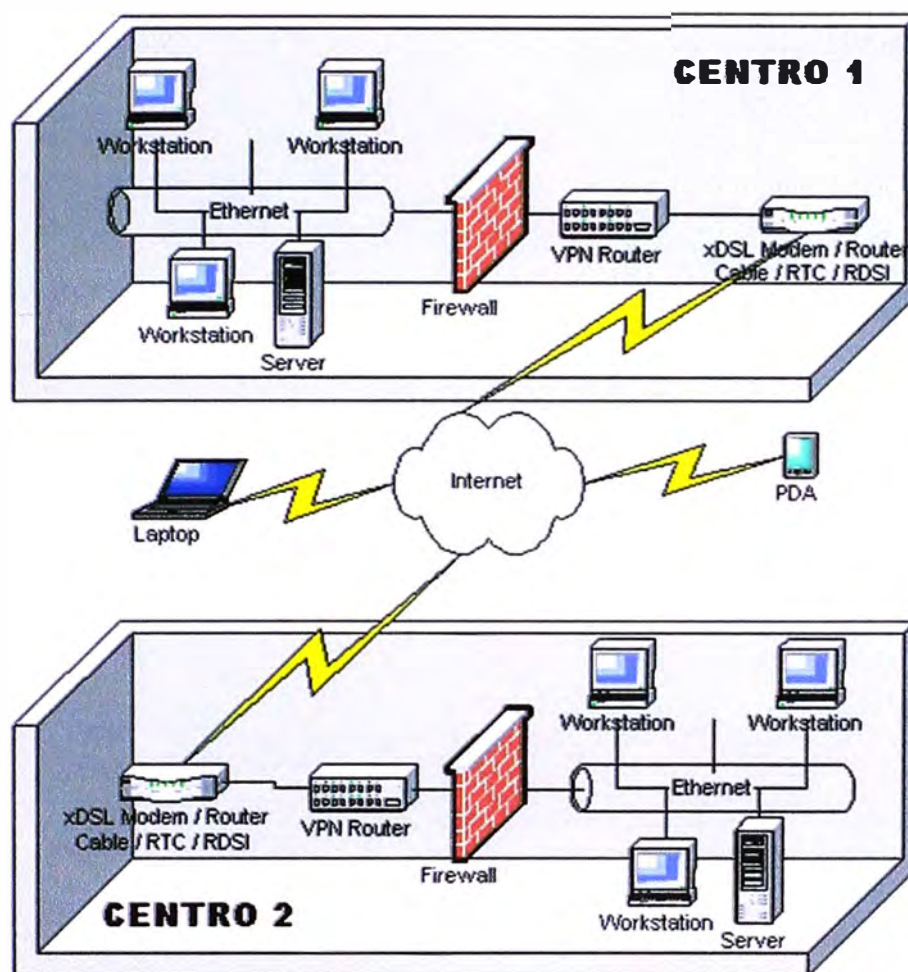 CENTRO 1
Workstation
Workstation
Ethernet
Workstation
Server
Firewall
VPN Router
xDSL Modem / Router
Cable / RTC / RDSI
Laptop
Internet
PDA
Workstation
Workstation
Ethernet
xDSL Modem / Router
Cable / RTC / RDSI
VPN Router
Firewall
Workstation
Server
CENTRO 2